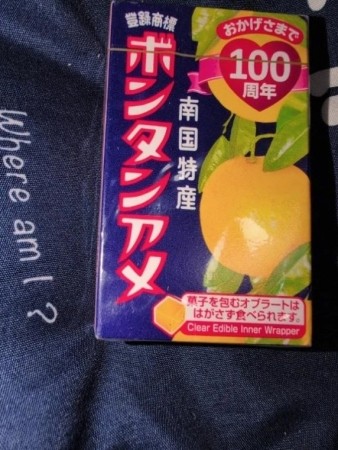 登録商標
ボンタンアメ
南国特産
おかげさまで
100
周年
菓子を包むオブラートは
はがさず食べられます。
Clear Edible Inner Wrapper
Where am I ?